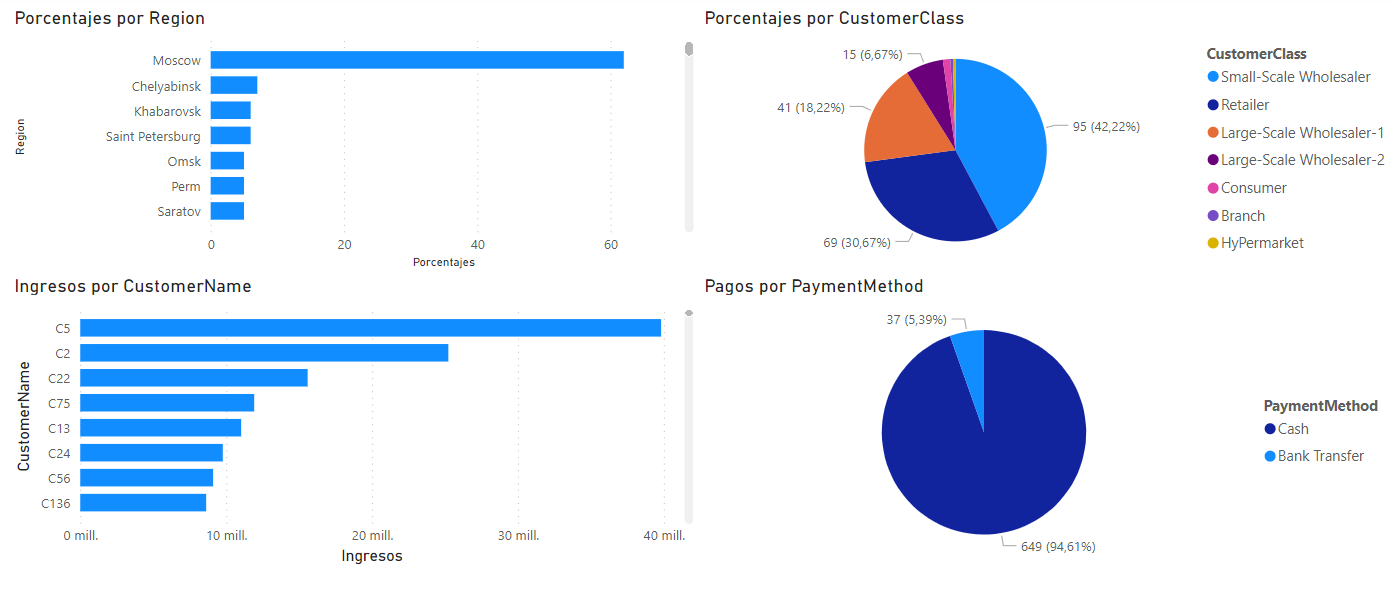 Porcentajes por Region
Region
Moscow
Chelyabinsk
Khabarovsk
Saint Petersburg
Omsk
Perm
Saratov
0 20 40 60
Porcentajes
Porcentajes por CustomerClass
15 (6,67%)
41 (18,22%)
95 (42,22%)
69 (30,67%)
CustomerClass
Small-Scale Wholesaler
Retailer
Large-Scale Wholesaler-1
Large-Scale Wholesaler-2
Consumer
Branch
HyPermarket
Ingresos por CustomerName
CustomerName
C5
C2
C22
C75
C13
C24
C56
C136
0 mill. 10 mill. 20 mill. 30 mill. 40 mill.
Ingresos
Pagos por PaymentMethod
37 (5,39%)
649 (94,61%)
PaymentMethod
Cash
Bank Transfer